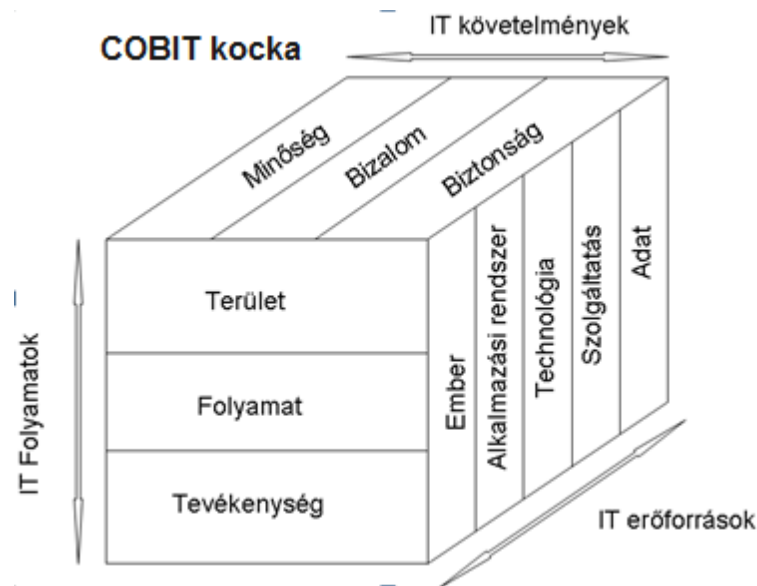 COBIT kocka
IT követelmények
Minőség
Bizalom
Biztonság
Terület
Folyamat
Tevékenység
Ember
Alkalmazási rendszer
Technológia
Szolgáltatás
Adat
IT Folyamatok
IT erőforrások